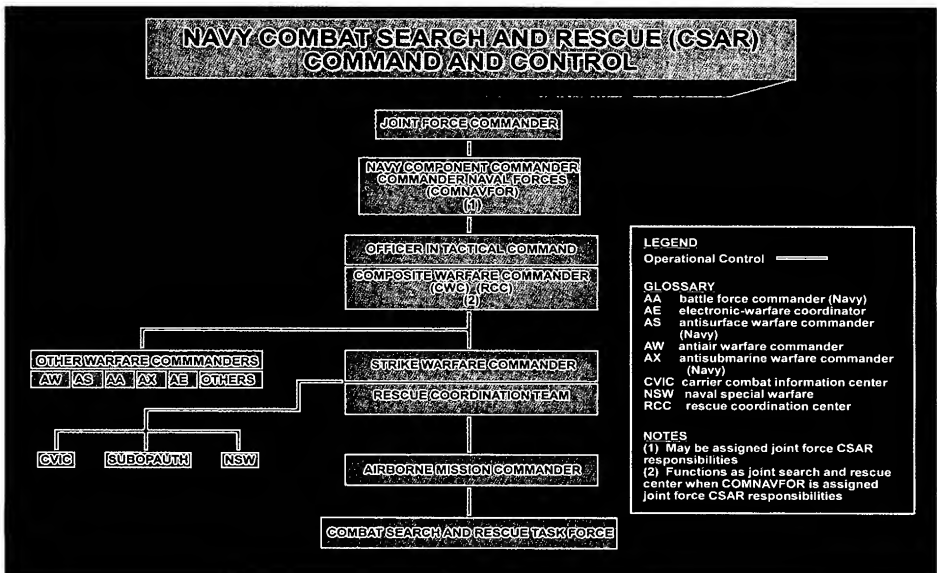 NAVY COMBAT SEARCH AND RESCUE (CSAR)
COMMAND AND CONTROL
JOINT FORCE COMMANDER
NAVY COMPONENT COMMANDER
COMMANDER NAVAL FORCES
(COMNAVFOR)
(1)
OFFICER IN TACTICAL COMMAND
COMPOSITE WARFARE COMMANDER
(CWC) (RCC)
(2)
OTHER WARFARE COMMMANDERS
AW AS AA AX AE OTHERS
STRIKE WARFARE COMMANDER
RESCUE COORDINATION TEAM
CVIC SUBOPAUTH NSW
AIRBORNE MISSION COMMANDER
COMBAT SEARCH AND RESCUE TASK FORCE
LEGEND
Operational Control
GLOSSARY
AA battle force commander (Navy)
AE electronic-warfare coordinator
AS antisurface warfare commander
(Navy)
AW antiair warfare commander
AX antisubmarine warfare commander
(Navy)
CVIC carrier combat information center
NSW naval special warfare
RCC rescue coordination center
NOTES
(1) May be assigned joint force CSAR
responsibilities
(2) Functions as joint search and rescue
center when COMNAVFOR is assigned
joint force CSAR responsibilities